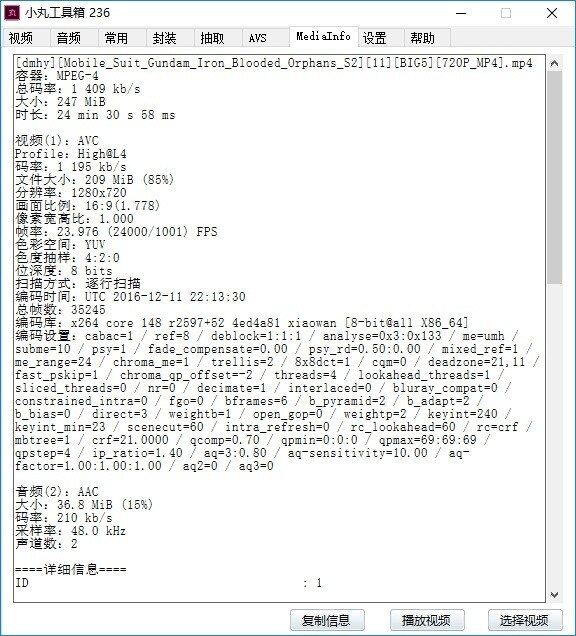 小丸工具箱 236
视频 音频 常用 封装 抽取 AVS MediaInfo 设置 帮助
[dmhy][Mobile_Suit_Gundam_Iron_Blooded_Orphans_S2][11][BIG5][720P_MP4].mp4
容器：MPEG-4
总码率：1 409 kb/s
大小：247 MiB
时长：24 min 30 s 58 ms
视频(1)：AVC
Profile：High@L4
码率：1 195 kb/s
文件大小：209 MiB (85%)
分辨率：1280x720
画面比例：16:9(1.778)
像素宽高比：1.000
帧率：23.976 (24000/1001) FPS
色彩空间：YUV
色度抽样：4:2:0
位深度：8 bits
扫描方式：逐行扫描
编码时间：UTC 2016-12-11 22:13:30
总帧数：35245
编码库：x264 core 148 r2597+52 4ed4a81 xiaowan [8-bit@all X86_64]
编码设置：cabac=1 / ref=8 / deblock=1:1:1 / analyse=0x3:0x133 / me=umh /
subme=10 / psy=1 / fade_compensate=0.00 / psy_rd=0.50:0.00 / mixed_ref=1 /
me_range=24 / chroma_me=1 / trellis=2 / 8x8dct=1 / cqm=0 / deadzone=21,11 /
fast_pskip=1 / chroma_qp_offset=-2 / threads=4 / lookahead_threads=1 /
sliced_threads=0 / nr=0 / decimate=1 / interlaced=0 / bluray_compat=0 /
constrained_intra=0 / fgo=0 / bframes=6 / b_pyramid=2 / b_adapt=2 /
b_bias=0 / direct=3 / weightb=1 / open_gop=0 / weightp=2 / keyint=240 /
keyint_min=23 / scenecut=60 / intra_refresh=0 / rc_lookahead=60 / rc=crf /
mbtree=1 / crf=21.0000 / qcomp=0.70 / qpmin=0:0:0 / qpmax=69:69:69 /
qpstep=4 / ip_ratio=1.40 / aq=3:0.80 / aq-sensitivity=10.00 / aq-
factor=1.00:1.00:1.00 / aq2=0 / aq3=0
音频(2)：AAC
大小：36.8 MiB (15%)
码率：210 kb/s
采样率：48.0 kHz
声道数：2
====详细信息====
ID : 1
复制信息 播放视频 选择视频